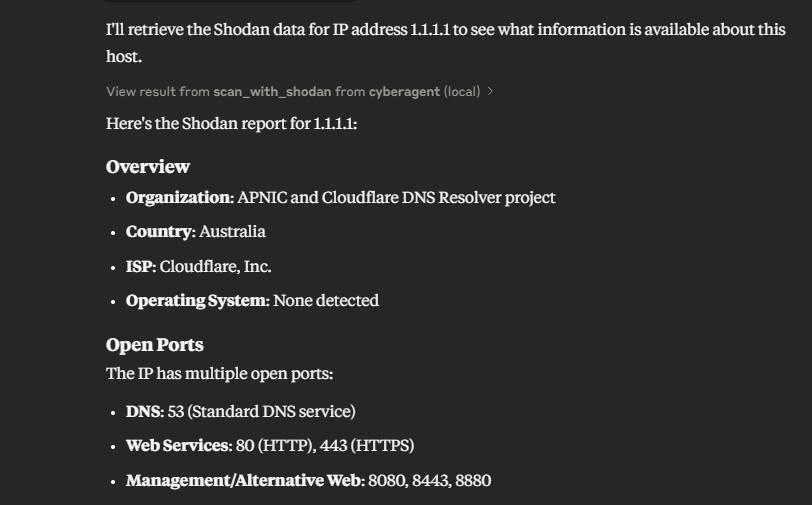 I'll retrieve the Shodan data for IP address 1.1.1.1 to see what information is available about this
host.
View result from scan_with_shodan from cyberagent (local) >
Here's the Shodan report for 1.1.1.1:
Overview
• Organization: APNIC and Cloudflare DNS Resolver project
• Country: Australia
• ISP: Cloudflare, Inc.
• Operating System: None detected
Open Ports
The IP has multiple open ports:
• DNS: 53 (Standard DNS service)
• Web Services: 80 (HTTP), 443 (HTTPS)
• Management/Alternative Web: 8080, 8443, 8880